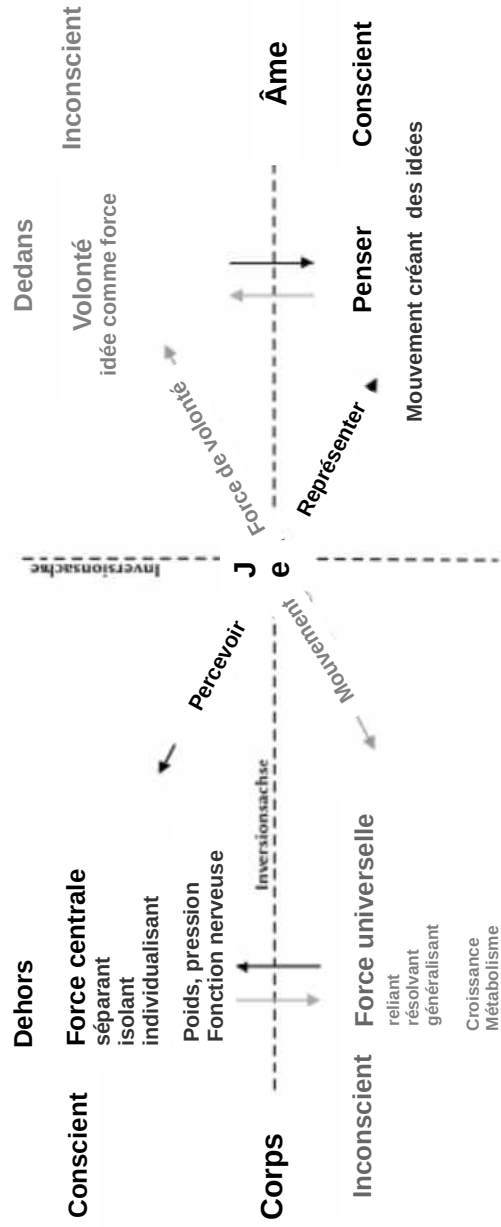 Dehors
Dedans
Conscient
Force centrale
séparant
isolant
individualisant
Poids, pression
Fonction nerveuse
Volonté
idée comme force
Inconscient
Percevoir
Inversionsachse
Force de volonté
Corps
Inversionsachse
J
e
Âme
Mouvement
Représenter
Inconscient
Force universelle
reliant
résolvant
généralisant
Croissance
Métabolisme
Penser
Conscient
Mouvement créant des idées